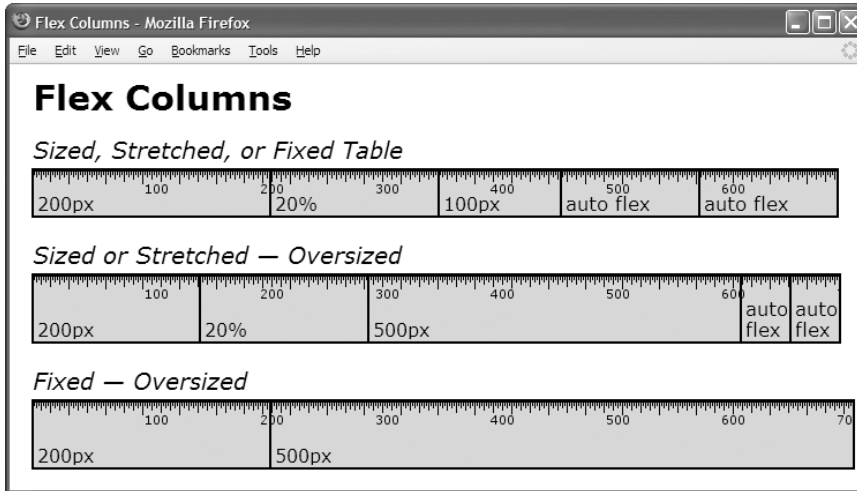 Flex Columns - Mozilla Firefox
File Edit View Go Bookmarks Tools Help
Flex Columns
Sized, Stretched, or Fixed Table
100 200 300 400 500 600
200px 20% 100px auto flex auto flex
Sized or Stretched — Oversized
100 200 300 400 500 600
auto auto
200px 20% 500px flex flex
Fixed — Oversized
100 200 300 400 500 600 70
200px 500px